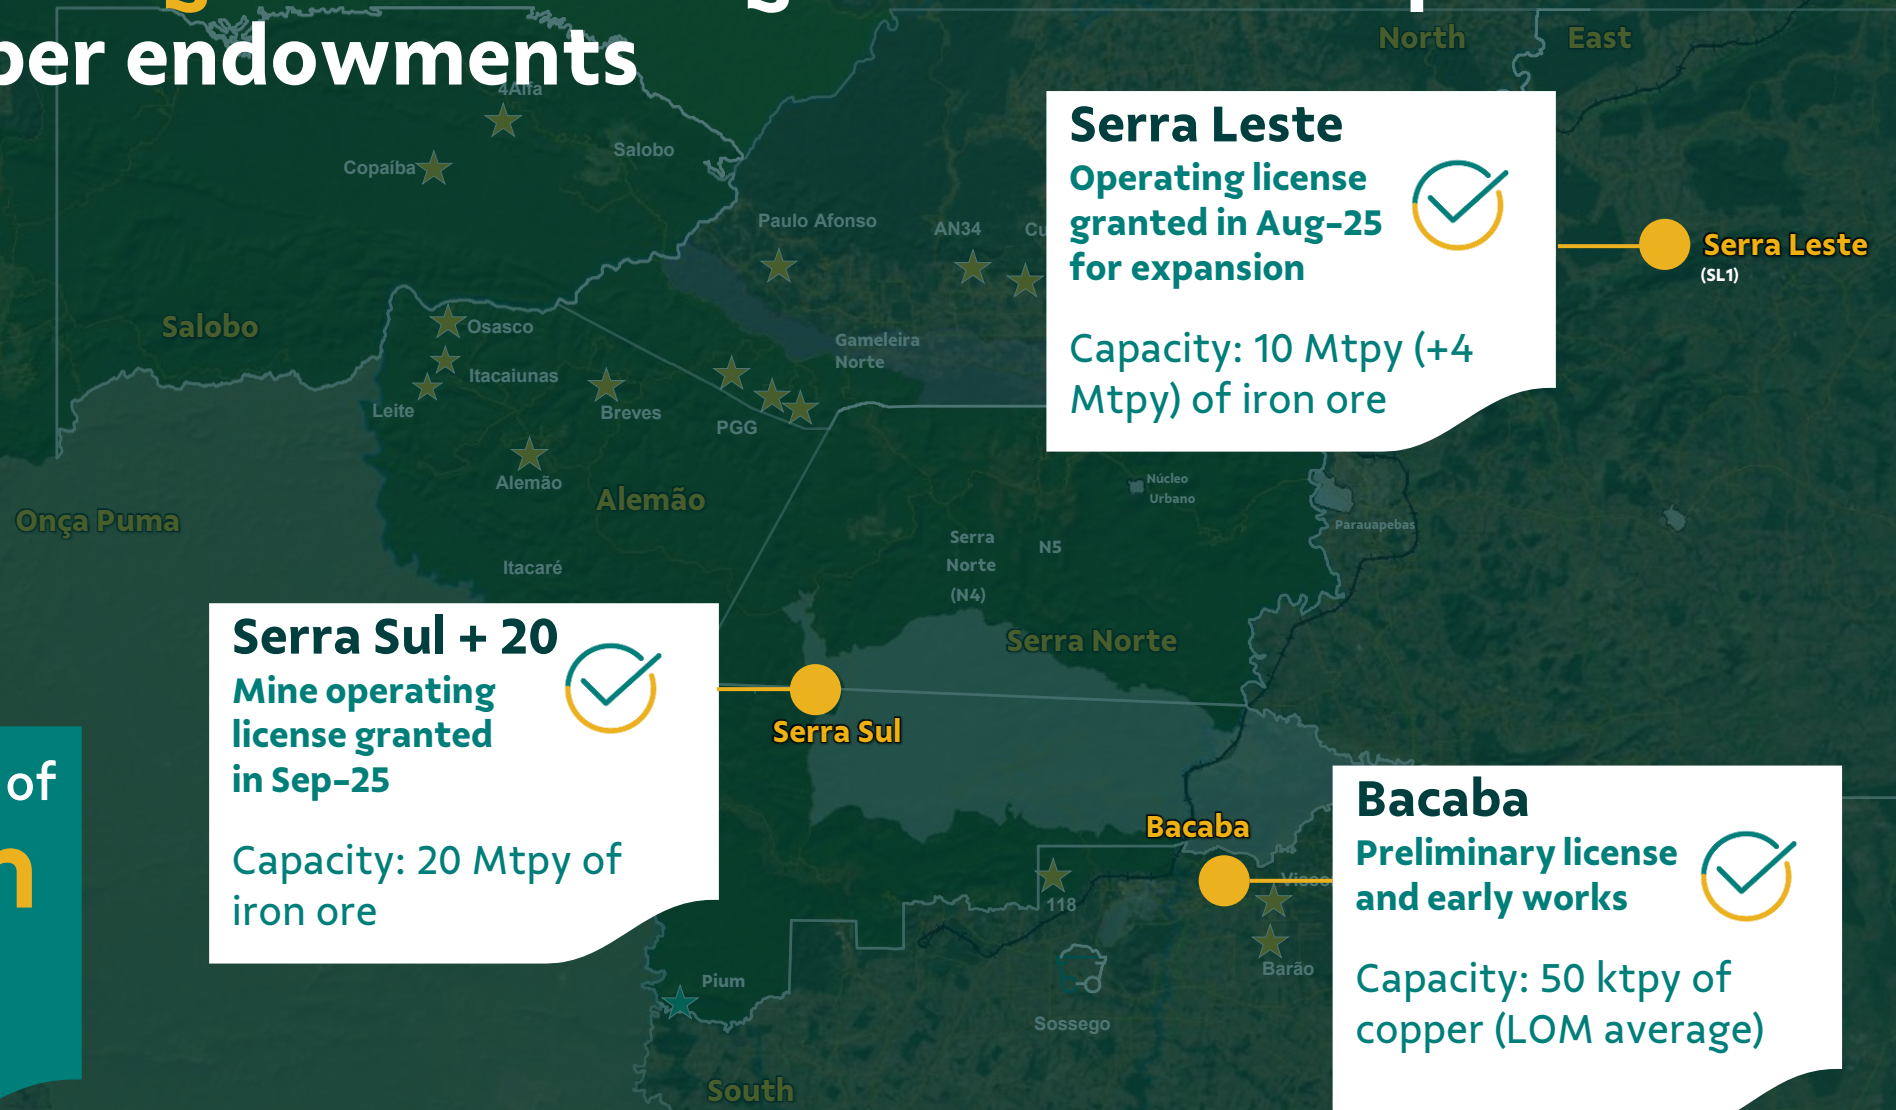 endowments
North
East
4Alfa
Copaíba
Salobo
Paulo Afonso
AN34
Serra Leste
Operating license
granted in Aug-25
for expansion
Capacity: 10 Mtpy (+4
Mtpy) of iron ore
Serra Leste
(SL1)
Salobo
Osasco
Itacaiunas
Leite
Breves
PGG
Gameleira
Norte
Alemão
Alemão
Onça Puma
Itacaré
Núcleo
Urbano
Parauapebas
Serra
Norte
(N4)
N5
Serra Norte
Serra Sul + 20
Mine operating
license granted
in Sep-25
Capacity: 20 Mtpy of
iron ore
Serra Sul
of
Bacaba
118
Barão
Bacaba
Preliminary license
and early works
Capacity: 50 ktpy of
copper (LOM average)
Pium
Sossego
South